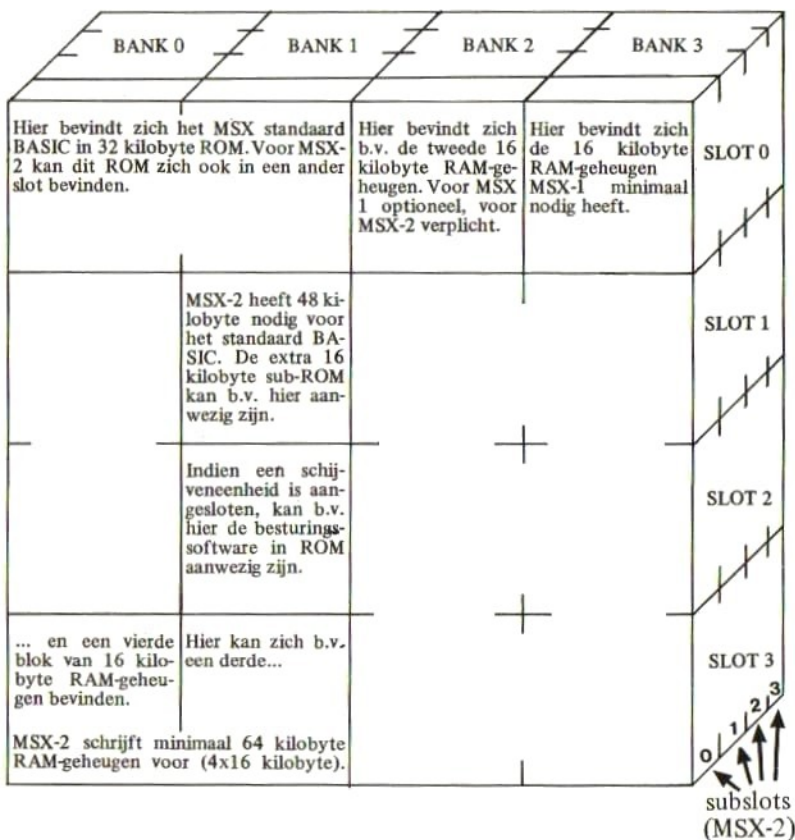 BANK 0
BANK 1
BANK 2
BANK 3
Hier bevindt zich het MSX standaard
BASIC in 32 kilobyte ROM. Voor MSX-
2 kan dit ROM zich ook in een ander
slot bevinden.
Hier bevindt zich
b.v. de tweede 16
kilobyte RAM-ge-
heugen. Voor MSX
1 optioneel, voor
MSX-2 verplicht.
Hier bevindt zich
de 16 kilobyte
RAM-geheugen
MSX-1 minimaal
nodig heeft.
SLOT 0
MSX-2 heeft 48 ki-
lobyte nodig voor
het standaard BA-
SIC. De extra 16
kilobyte sub-ROM
kan b.v. hier aan-
wezig zijn.
SLOT 1
Indien een schij-
veneenheid is aan-
gesloten, kan b.v.
hier de besturings-
software in ROM
aanwezig zijn.
SLOT 2
... en een vierde
blok van 16 kilo-
byte RAM-geheu-
gen bevinden.
Hier kan zich b.v.
een derde...
SLOT 3
MSX-2 schrijft minimaal 64 kilobyte
RAM-geheugen voor (4x16 kilobyte).
0 1 2 3
subslots
(MSX-2)